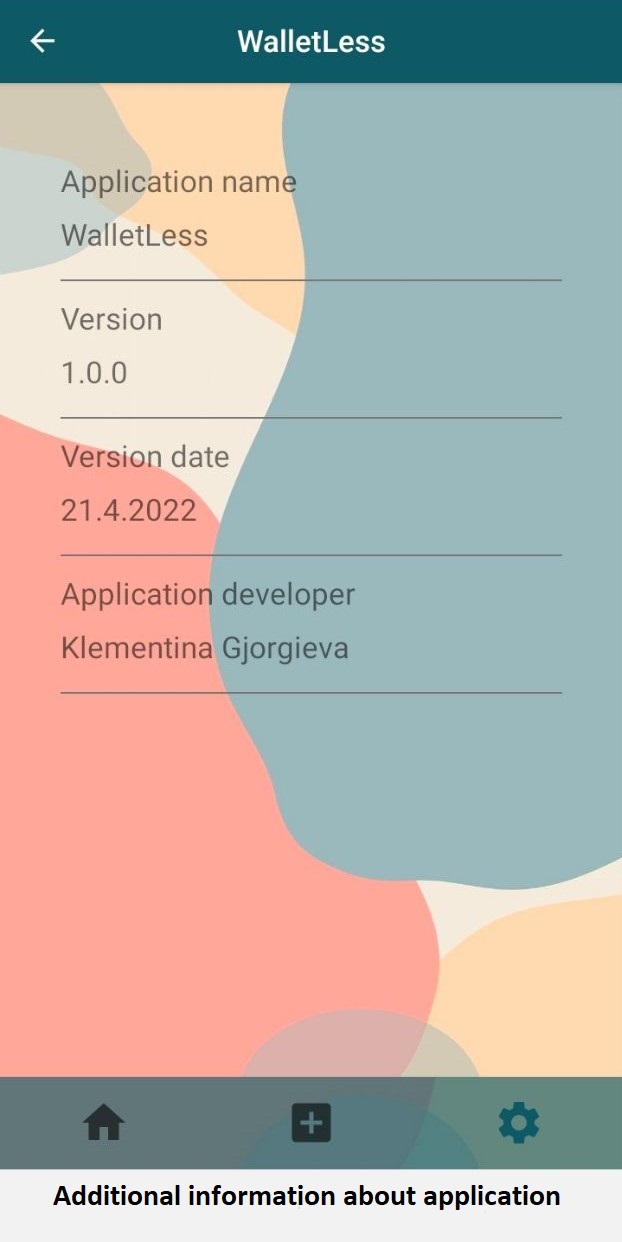 WalletLess
Application name
WalletLess
Version
1.0.0
Version date
21.4.2022
Application developer
Klementina Gjorgieva
Additional information about application